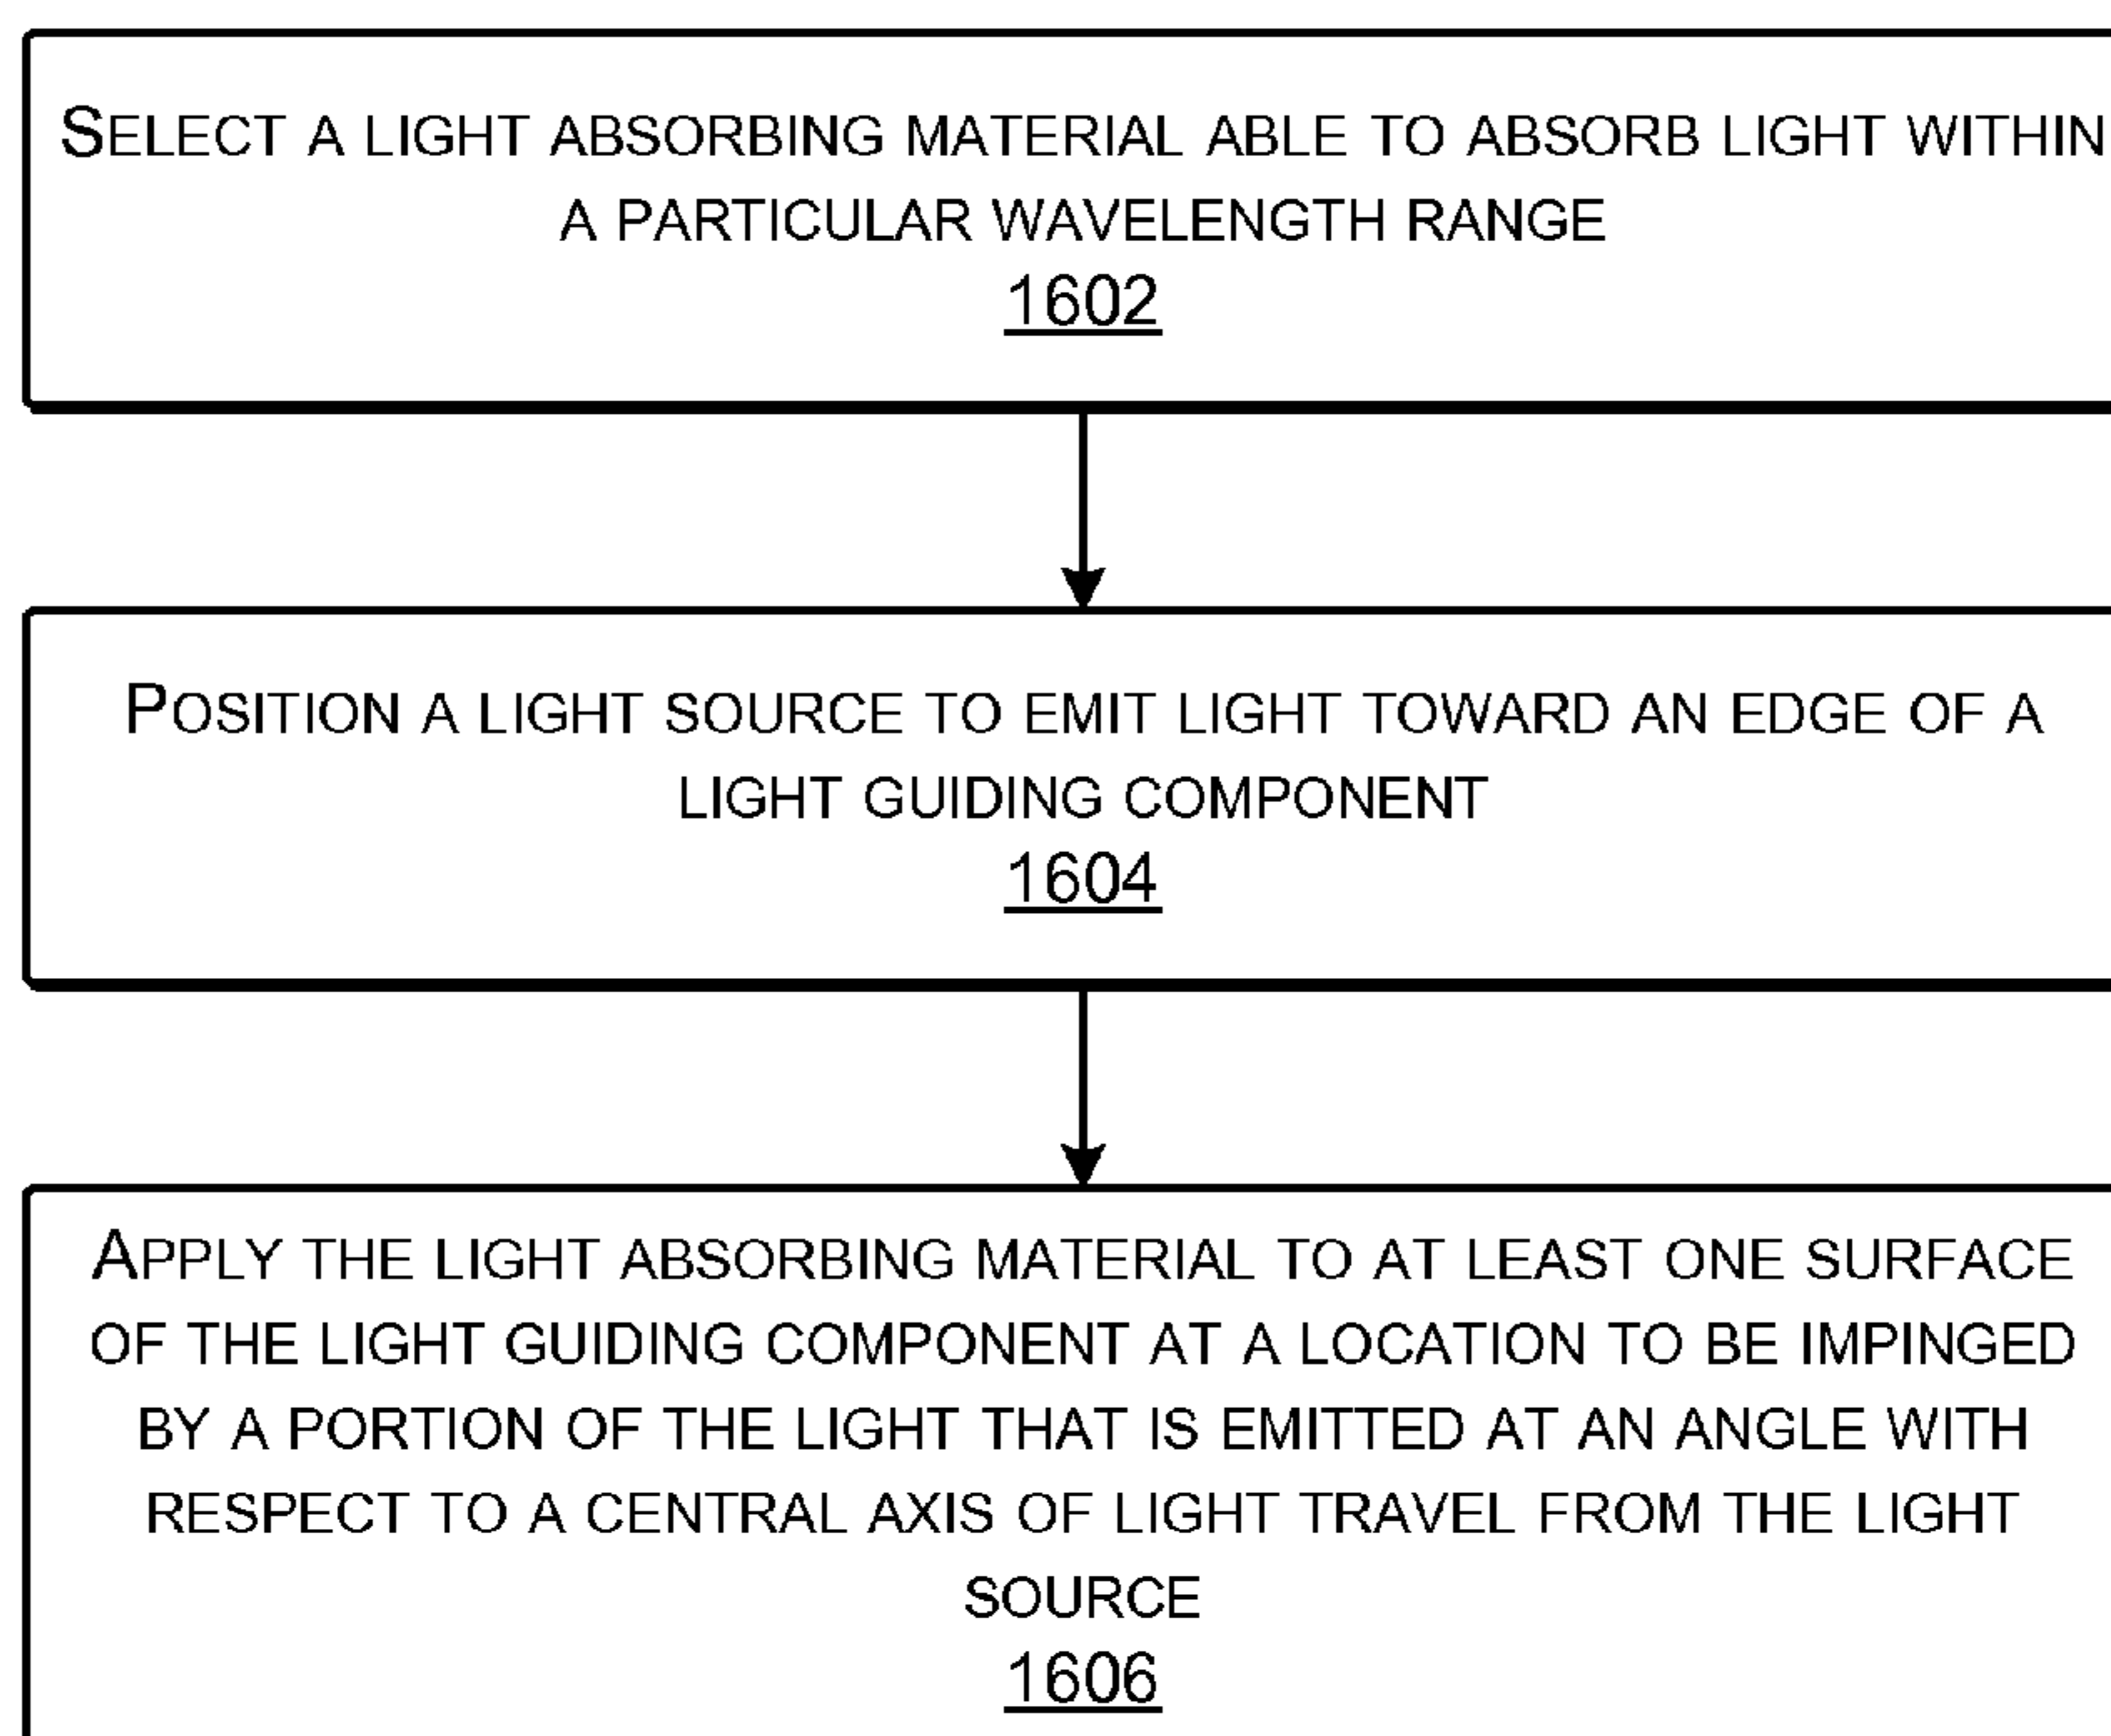 SELECT A LIGHT ABSORBING MATERIAL ABLE TO ABSORB LIGHT WITHIN
A PARTICULAR WAVELENGTH RANGE
1602
POSITION A LIGHT SOURCE TO EMIT LIGHT TOWARD AN EDGE OF A
LIGHT GUIDING COMPONENT
1604
APPLY THE LIGHT ABSORBING MATERIAL TO AT LEAST ONE SURFACE
OF THE LIGHT GUIDING COMPONENT AT A LOCATION TO BE IMPINGED
BY A PORTION OF THE LIGHT THAT IS EMITTED AT AN ANGLE WITH
RESPECT TO A CENTRAL AXIS OF LIGHT TRAVEL FROM THE LIGHT
SOURCE
1606